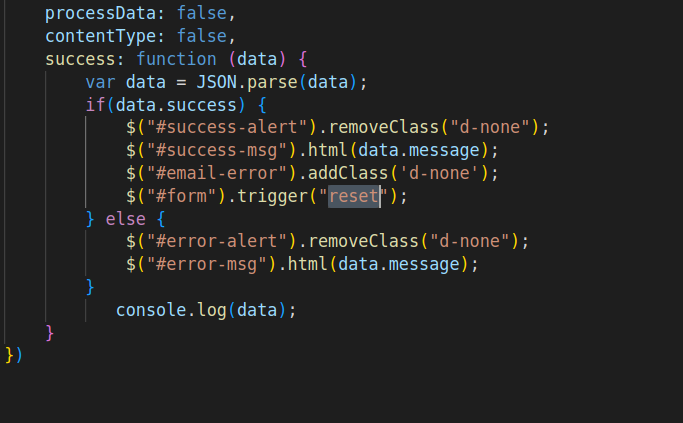 processData: false,
contentType: false,
success: function (data) {
var data = JSON.parse(data);
if(data.success) {
$("#success-alert").removeClass("d-none");
$("#success-msg").html(data.message);
$("#email-error").addClass('d-none');
$("#form").trigger("reset");
} else {
$("#error-alert").removeClass("d-none");
$("#error-msg").html(data.message);
}
console.log(data);
}
})